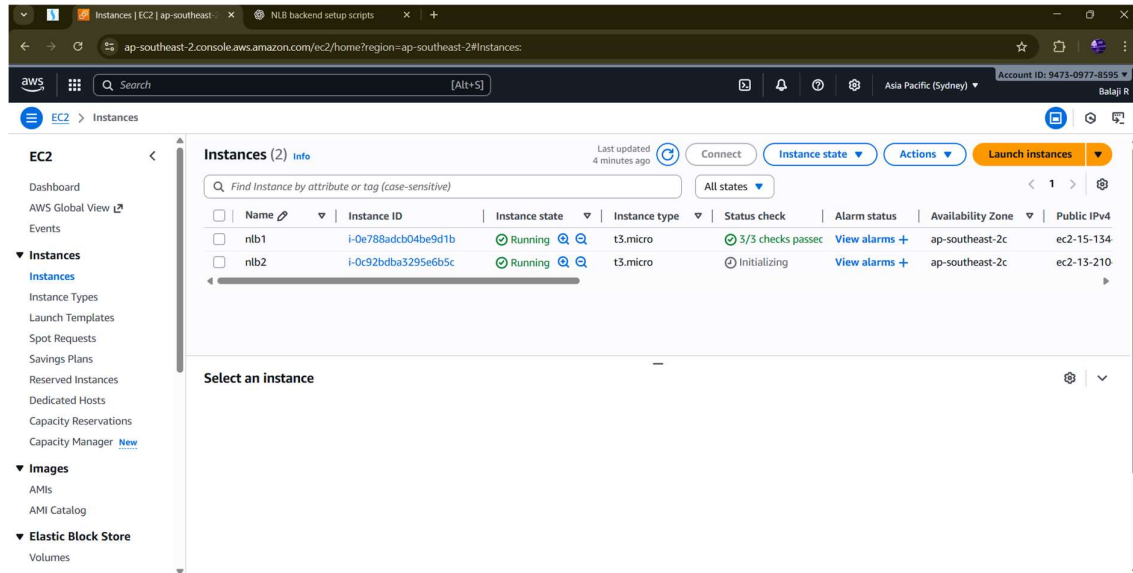 Instances | EC2 | ap-southeast-
NLB backend setup scripts
ap-southeast-2.console.aws.amazon.com/ec2/home?region=ap-southeast-2#Instances:
aws
Search
[Alt+S]
Asia Pacific (Sydney)
Account ID: 9473-0977-8595
Balaji R
EC2 > Instances
EC2
Dashboard
AWS Global View
Events
Instances
Instances
Instance Types
Launch Templates
Spot Requests
Savings Plans
Reserved Instances
Dedicated Hosts
Capacity Reservations
Capacity Manager New
Images
AMIs
AMI Catalog
Elastic Block Store
Volumes
Instances (2) Info
Last updated
4 minutes ago
Connect
Instance state
Actions
Launch instances
Find Instance by attribute or tag (case-sensitive)
All states
1
Name Instance ID Instance state Instance type Status check Alarm status Availability Zone Public IPv4
nlb1 i-0e788adcb04be9d1b Running t3.micro 3/3 checks passec View alarms + ap-southeast-2c ec2-15-134-
nlb2 i-0c92bdba3295e6b5c Running t3.micro Initializing View alarms + ap-southeast-2c ec2-13-210-
Select an instance